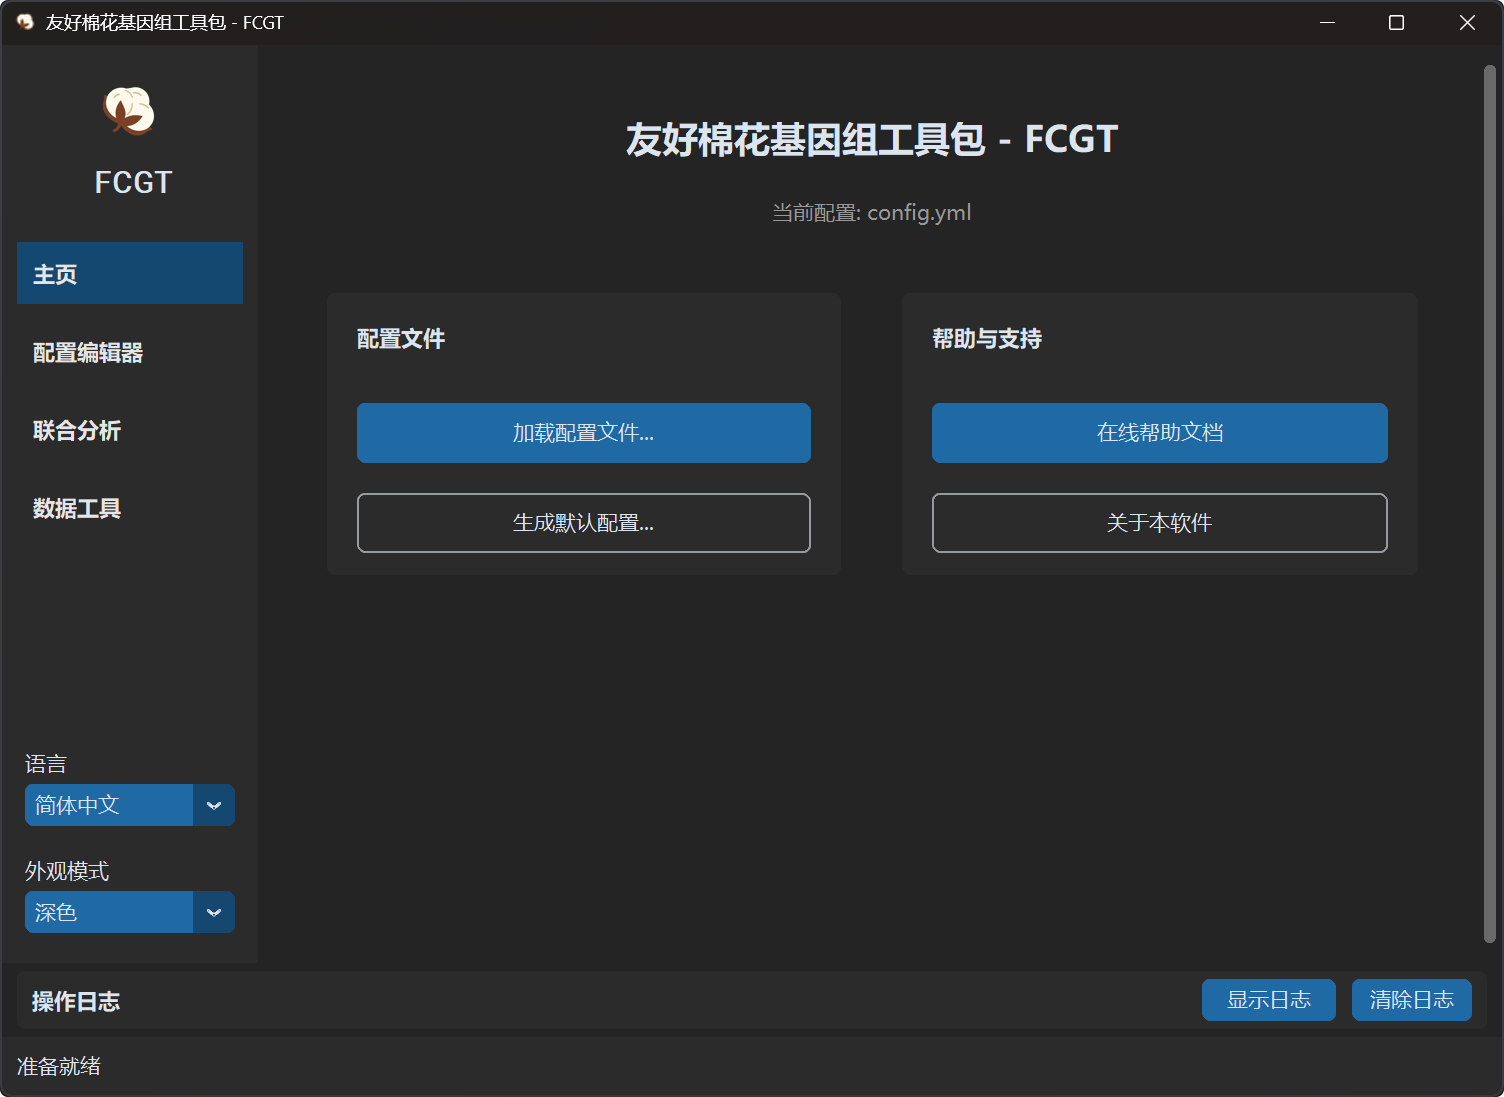 友好棉花基因组工具包 - FCGT
FCGT
主页
配置编辑器
联合分析
数据工具
语言
简体中文
外观模式
深色
友好棉花基因组工具包 - FCGT
当前配置: config.yml
配置文件
加载配置文件...
生成默认配置...
帮助与支持
在线帮助文档
关于本软件
操作日志
显示日志
清除日志
准备就绪